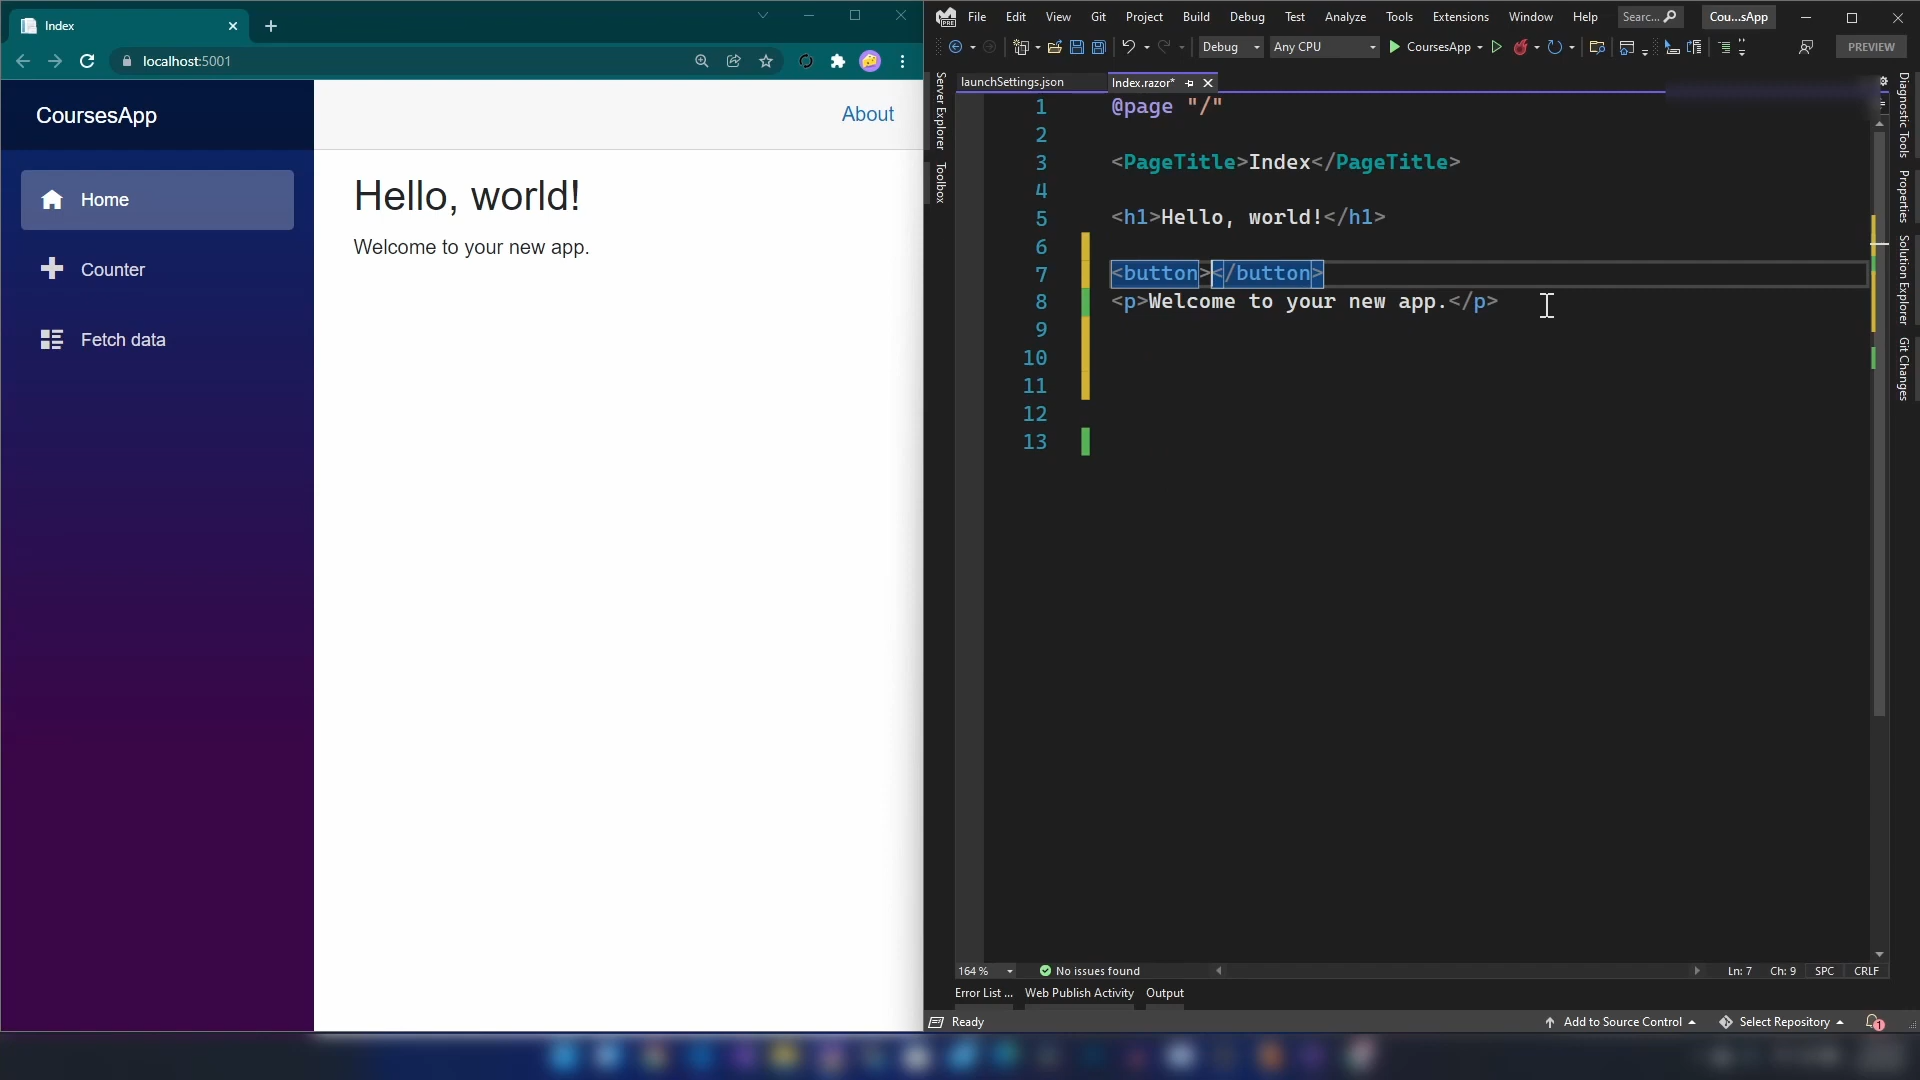 Index
localhost:5001
CoursesApp
Home
Counter
Fetch data
About
Hello, world!
Welcome to your new app.
File Edit View Git Project Build Debug Test Analyze Tools Extensions Window Help Searc... Cou...sApp
Debug Any CPU CoursesApp PREVIEW
Server Explorer
Toolbox
launchSettings.json Index.razor*
1 @page "/"
2
3 <PageTitle>Index</PageTitle>
4
5 <h1>Hello, world!</h1>
6
7 <button></button>
8 <p>Welcome to your new app.</p>
9
10
11
12
13
Diagnostic Tools
Properties
Solution Explorer
Git Changes
164 % No issues found Ln: 7 Ch: 9 SPC CRLF
Error List ... Web Publish Activity Output
Ready Add to Source Control Select Repository 1